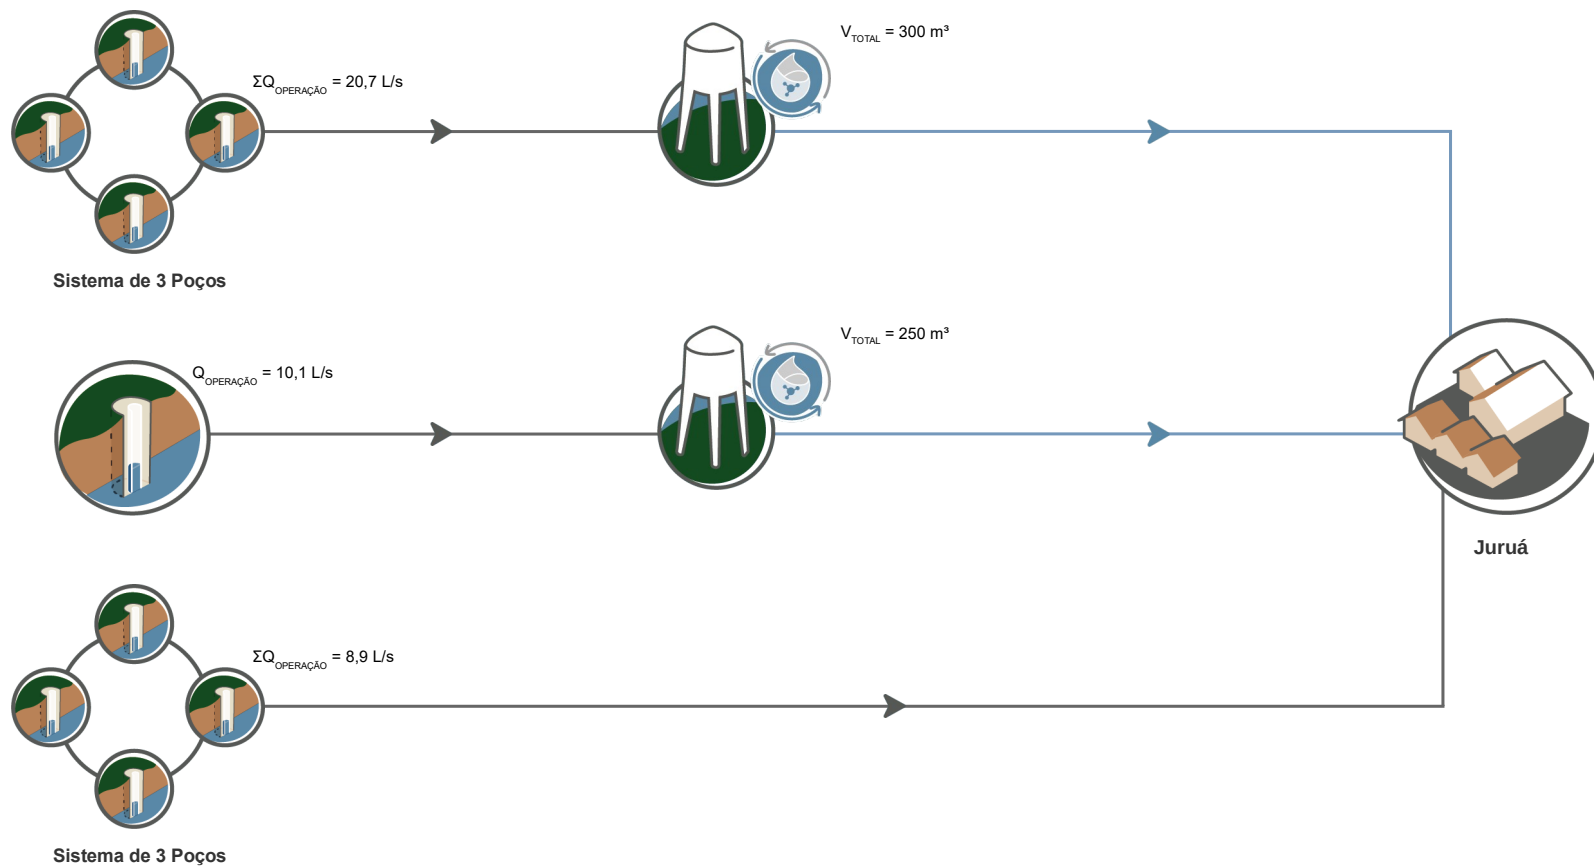 V_TOTAL = 300 m³
ΣQ_OPERAÇÃO = 20,7 L/s
Sistema de 3 Poços
V_TOTAL = 250 m³
Q_OPERAÇÃO = 10,1 L/s
Juruá
ΣQ_OPERAÇÃO = 8,9 L/s
Sistema de 3 Poços